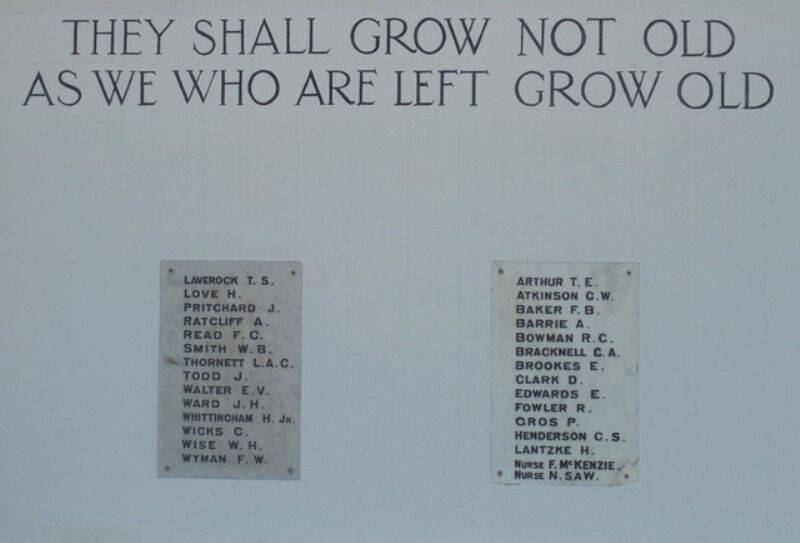 THEY SHALL GROW NOT OLD
AS WE WHO ARE LEFT GROW OLD
LAVEROCK T. S.
LOVE H.
PRITCHARD J.
RATCLIFF A.
READ F. C.
SMITH W. B.
THORNETT L.A.C.
TODD J.
WALTER E.V.
WARD J. H.
WHITTINGHAM H. JR.
WICKS C.
WISE W. H.
WYMAN F. W.
ARTHUR T. E.
ATKINSON C. W.
BAKER F. B.
BARRIE A.
BOWMAN R. C.
BRACKNELL C. A.
BROOKES E.
CLARK D.
EDWARDS E.
FOWLER R.
GROS P.
HENDERSON C. S.
LANTZKE H.
NURSE F. McKENZIE.
NURSE N. SAW.